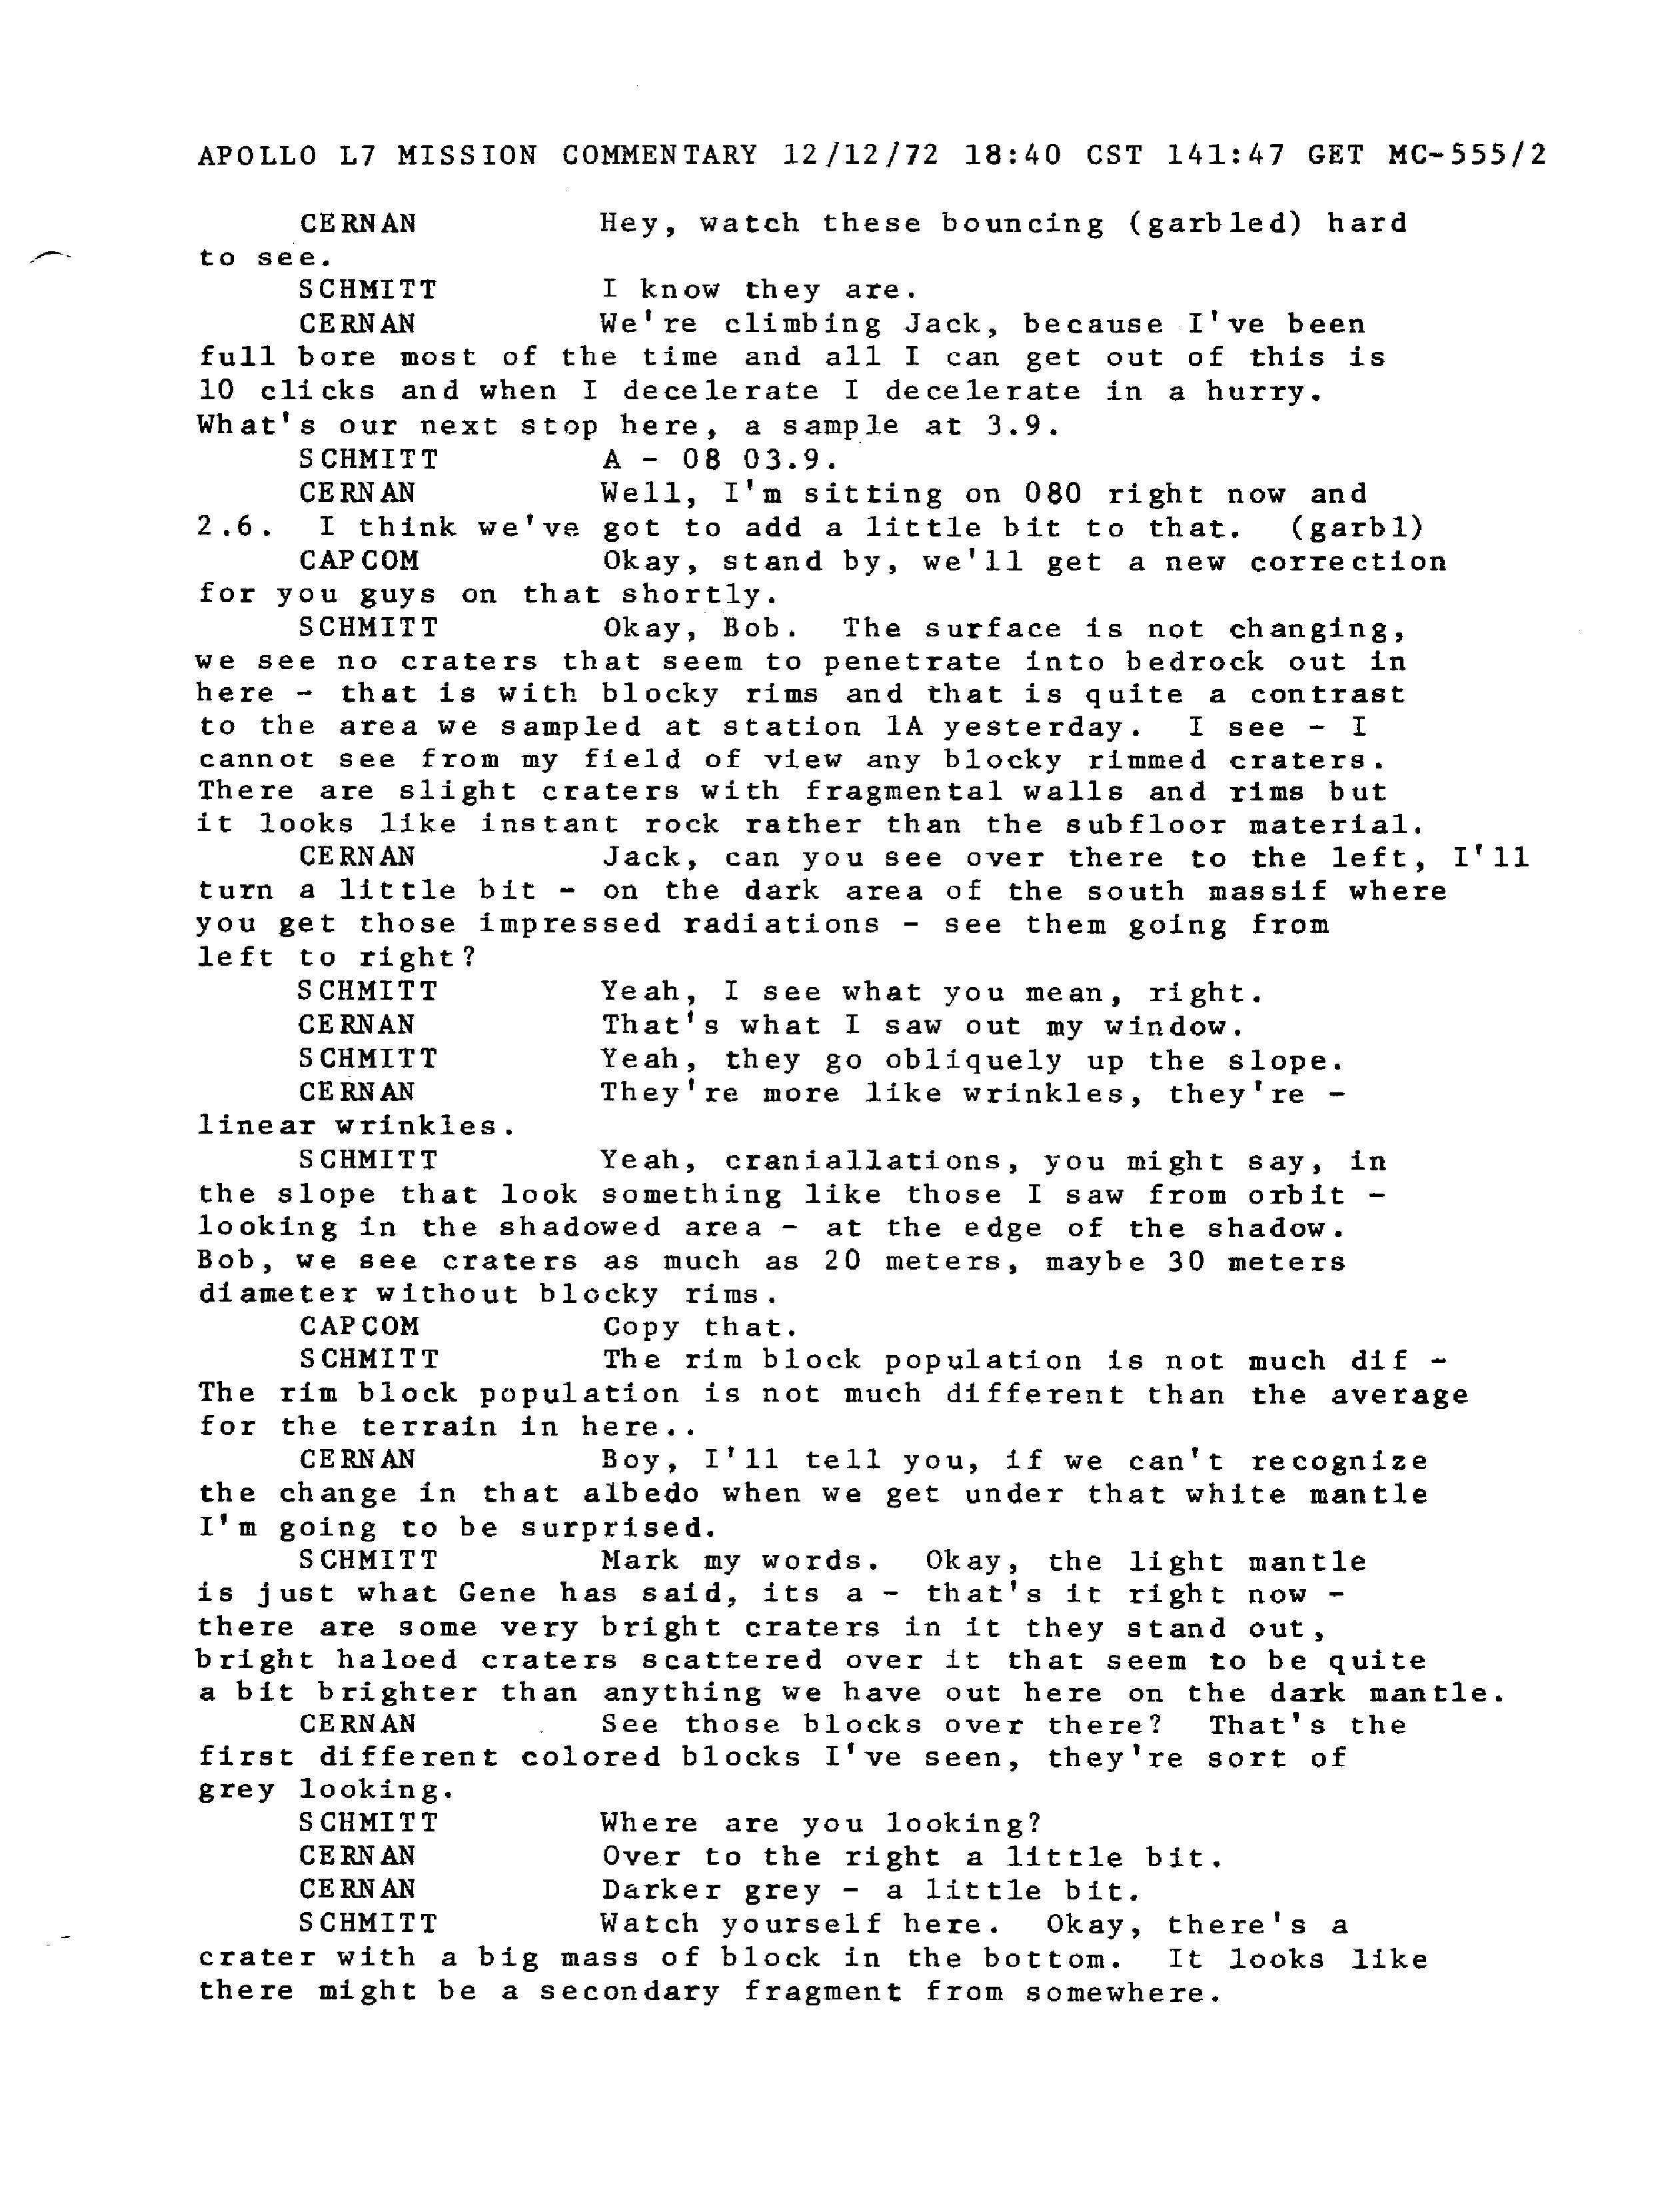 APOLLO L7 MISSION COMMENTARY 12/12/72 18:40 CST 141:47 GET MC-555/2
CERNAN Hey, watch these bouncing (garbled) hard
to see.
SCHMITT I know they are.
CERNAN We're climbing Jack, because I've been
full bore most of the time and all I can get out of this is
10 clicks and when I decelerate I decelerate in a hurry.
What's our next stop here, a sample at 3.9.
SCHMITT A - 08 03.9.
CERNAN Well, I'm sitting on 080 right now and
2.6. I think we've got to add a little bit to that. (garbl)
CAPCOM Okay, stand by, we'll get a new correction
for you guys on that shortly.
SCHMITT Okay, Bob. The surface is not changing,
we see no craters that seem to penetrate into bedrock out in
here - that is with blocky rims and that is quite a contrast
to the area we sampled at station 1A yesterday. I see - I
cannot see from my field of view any blocky rimmed craters.
There are slight craters with fragmental walls and rims but
it looks like instant rock rather than the subfloor material.
CERNAN Jack, can you see over there to the left, I'll
turn a little bit - on the dark area of the south massif where
you get those impressed radiations - see them going from
left to right?
SCHMITT Yeah, I see what you mean, right.
CERNAN That's what I saw out my window.
SCHMITT Yeah, they go obliquely up the slope.
CERNAN They're more like wrinkles, they're -
linear wrinkles.
SCHMITT Yeah, craniallations, you might say, in
the slope that look something like those I saw from orbit -
looking in the shadowed area - at the edge of the shadow.
Bob, we see craters as much as 20 meters, maybe 30 meters
diameter without blocky rims.
CAPCOM Copy that.
SCHMITT The rim block population is not much dif -
The rim block population is not much different than the average
for the terrain in here..
CERNAN Boy, I'll tell you, if we can't recognize
the change in that albedo when we get under that white mantle
I'm going to be surprised.
SCHMITT Mark my words. Okay, the light mantle
is just what Gene has said, its a - that's it right now -
there are some very bright craters in it they stand out,
bright haloed craters scattered over it that seem to be quite
a bit brighter than anything we have out here on the dark mantle.
CERNAN See those blocks over there? That's the
first different colored blocks I've seen, they're sort of
grey looking.
SCHMITT Where are you looking?
CERNAN Over to the right a little bit.
CERNAN Darker grey - a little bit.
SCHMITT Watch yourself here. Okay, there's a
crater with a big mass of block in the bottom. It looks like
there might be a secondary fragment from somewhere.